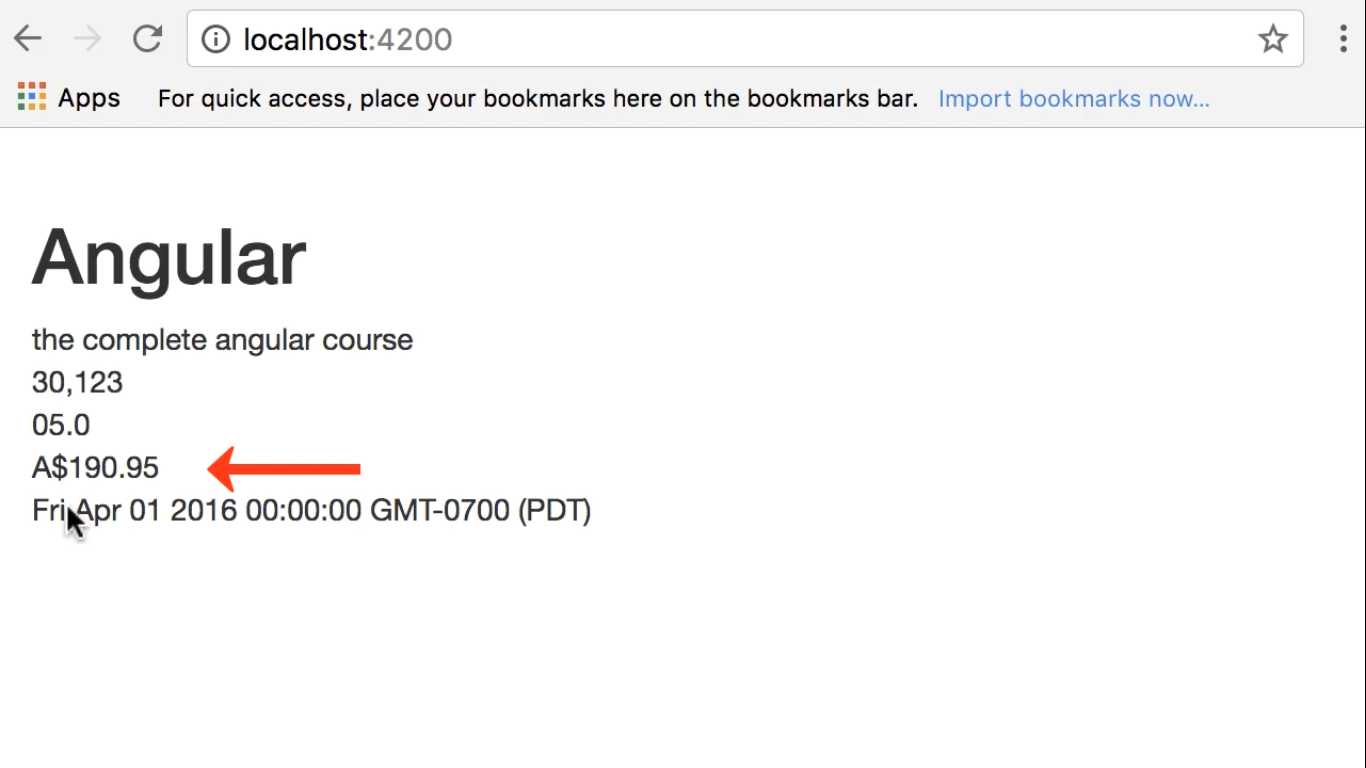 localhost:4200
Apps For quick access, place your bookmarks here on the bookmarks bar. Import bookmarks now...
Angular
the complete angular course
30,123
05.0
A$190.95
Fri Apr 01 2016 00:00:00 GMT-0700 (PDT)